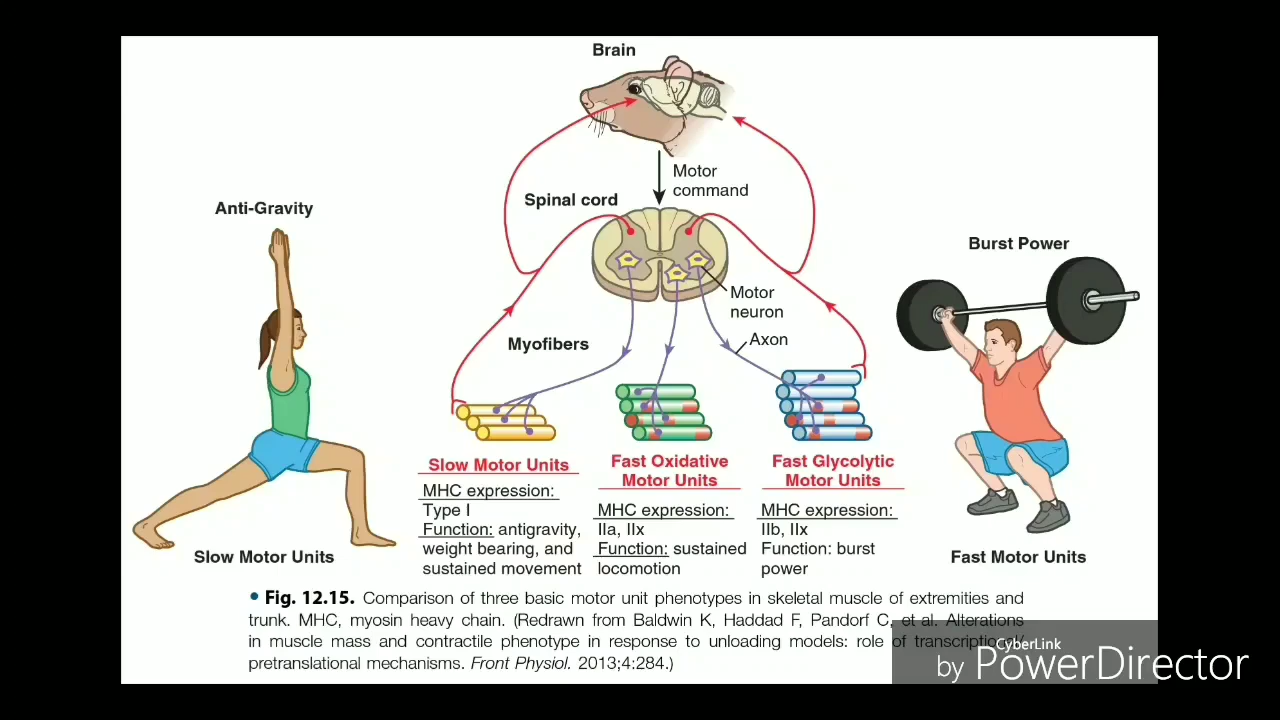 Brain
Motor
command
Spinal cord
Anti-Gravity
Burst Power
Motor
neuron
Axon
Myofibers
Slow Motor Units
MHC expression:
Type I
Function: antigravity,
weight bearing, and
sustained movement
Fast Oxidative
Motor Units
MHC expression:
IIa, IIx
Function: sustained
locomotion
Fast Glycolytic
Motor Units
MHC expression:
IIb, IIx
Function: burst
power
Slow Motor Units
Fast Motor Units
• Fig. 12.15. Comparison of three basic motor unit phenotypes in skeletal muscle of extremities and
trunk. MHC, myosin heavy chain. (Redrawn from Baldwin K, Haddad F, Pandorf C, et al. Alterations
in muscle mass and contractile phenotype in response to unloading models: role of transcriptional/
pretranslational mechanisms. Front Physiol. 2013;4:284.)
CyberLink
by PowerDirector